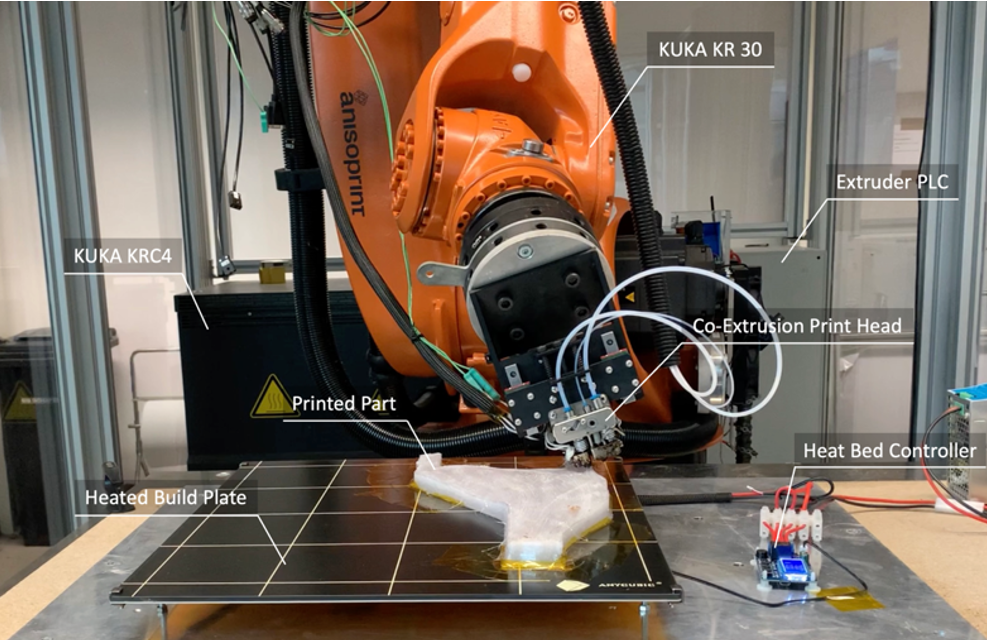 KUKA KR 30
anisoprint
Extruder PLC
KUKA KRC4
Co-Extrusion Print Head
Printed Part
Heat Bed Controller
Heated Build Plate
ANYCUBIC